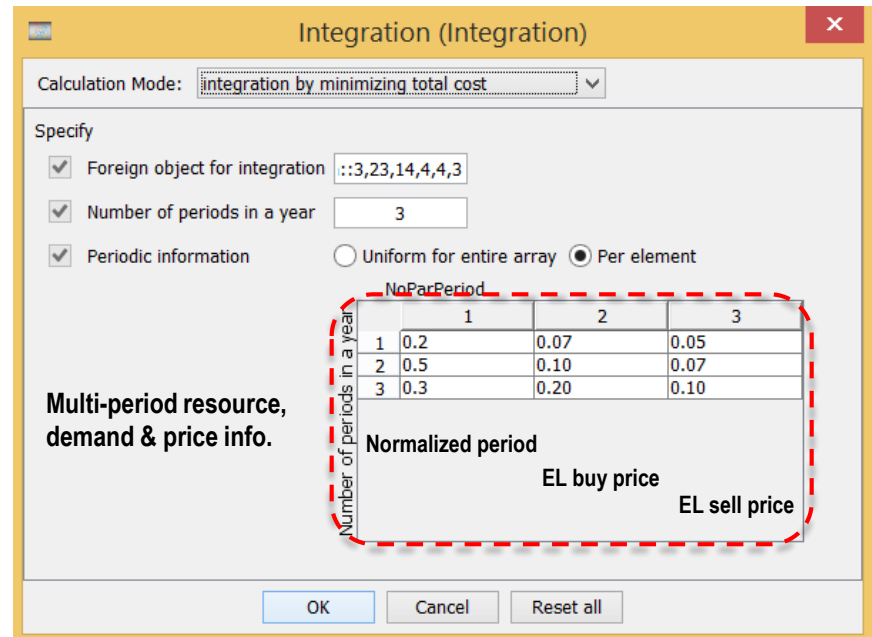 Integration (Integration)
Calculation Mode: integration by minimizing total cost
Specify
Foreign object for integration ::3,23,14,4,4,3
Number of periods in a year 3
Periodic information Uniform for entire array Per element
NoParPeriod
Number of periods in a year
1 2 3
1 0.2 0.07 0.05
2 0.5 0.10 0.07
3 0.3 0.20 0.10
Multi-period resource,
demand & price info.
Normalized period
EL buy price
EL sell price
OK Cancel Reset all